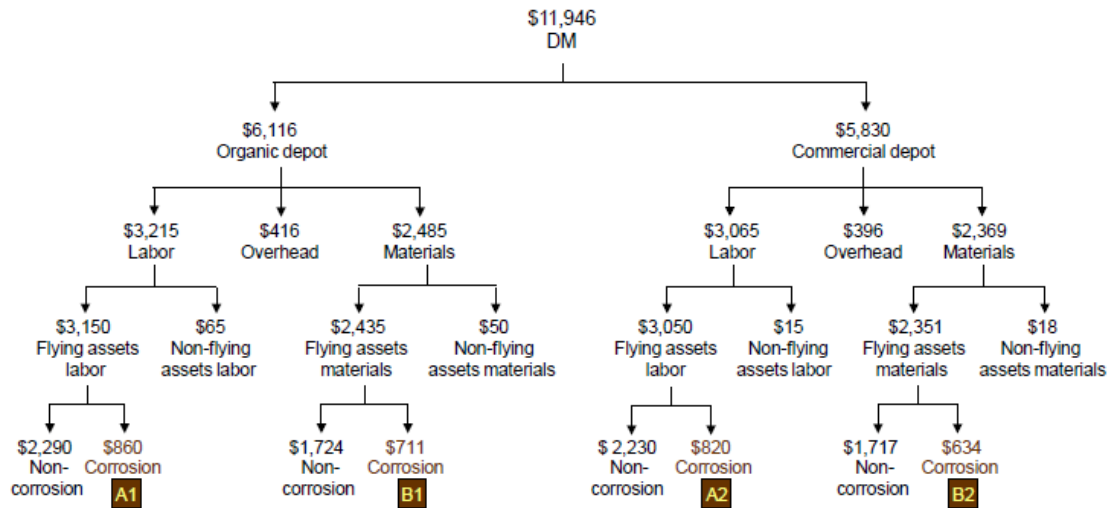 $11,946
DM
$6,116
Organic depot
$5,830
Commercial depot
$3,215
Labor
$416
Overhead
$2,485
Materials
$3,065
Labor
$396
Overhead
$2,369
Materials
$3,150
Flying assets
labor
$65
Non-flying
assets labor
$2,435
Flying assets
materials
$50
Non-flying
assets materials
$3,050
Flying assets
labor
$15
Non-flying
assets labor
$2,351
Flying assets
materials
$18
Non-flying
assets materials
$2,290
Non-
corrosion
$860
Corrosion
A1
$1,724
Non-
corrosion
$711
Corrosion
B1
$ 2,230
Non-
corrosion
$820
Corrosion
A2
$1,717
Non-
corrosion
$634
Corrosion
B2